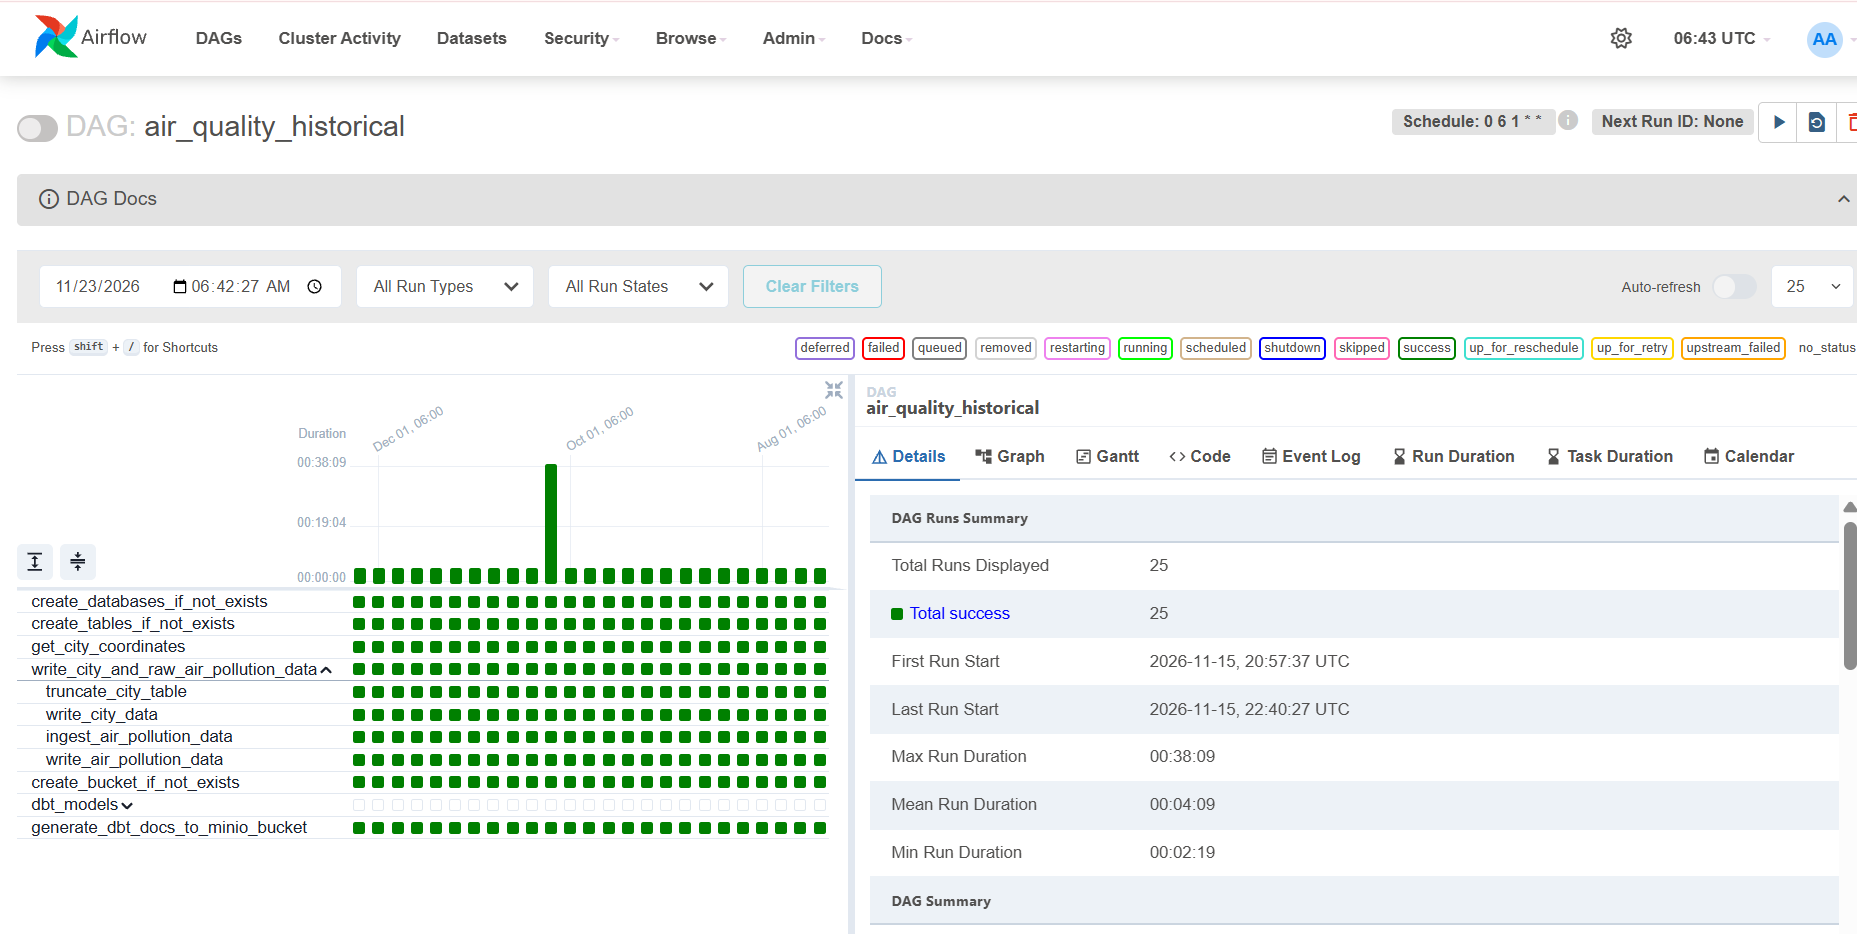 Airflow
DAGs
Cluster Activity
Datasets
Security
Browse
Admin
Docs
06:43 UTC
AA
DAG: air_quality_historical
Schedule: 0 6 1 * *
Next Run ID: None
DAG Docs
11/23/2026 06:42:27 AM
All Run Types
All Run States
Clear Filters
Auto-refresh
25
Press shift + / for Shortcuts
deferred
failed
queued
removed
restarting
running
scheduled
shutdown
skipped
success
up_for_reschedule
up_for_retry
upstream_failed
no_status
Duration
Dec 01, 06:00
Oct 01, 06:00
Aug 01, 06:00
00:38:09
00:19:04
00:00:00
create_databases_if_not_exists
create_tables_if_not_exists
get_city_coordinates
write_city_and_raw_air_pollution_data
truncate_city_table
write_city_data
ingest_air_pollution_data
write_air_pollution_data
create_bucket_if_not_exists
dbt_models
generate_dbt_docs_to_minio_bucket
DAG
air_quality_historical
Details
Graph
Gantt
Code
Event Log
Run Duration
Task Duration
Calendar
DAG Runs Summary
Total Runs Displayed 25
Total success 25
First Run Start 2026-11-15, 20:57:37 UTC
Last Run Start 2026-11-15, 22:40:27 UTC
Max Run Duration 00:38:09
Mean Run Duration 00:04:09
Min Run Duration 00:02:19
DAG Summary